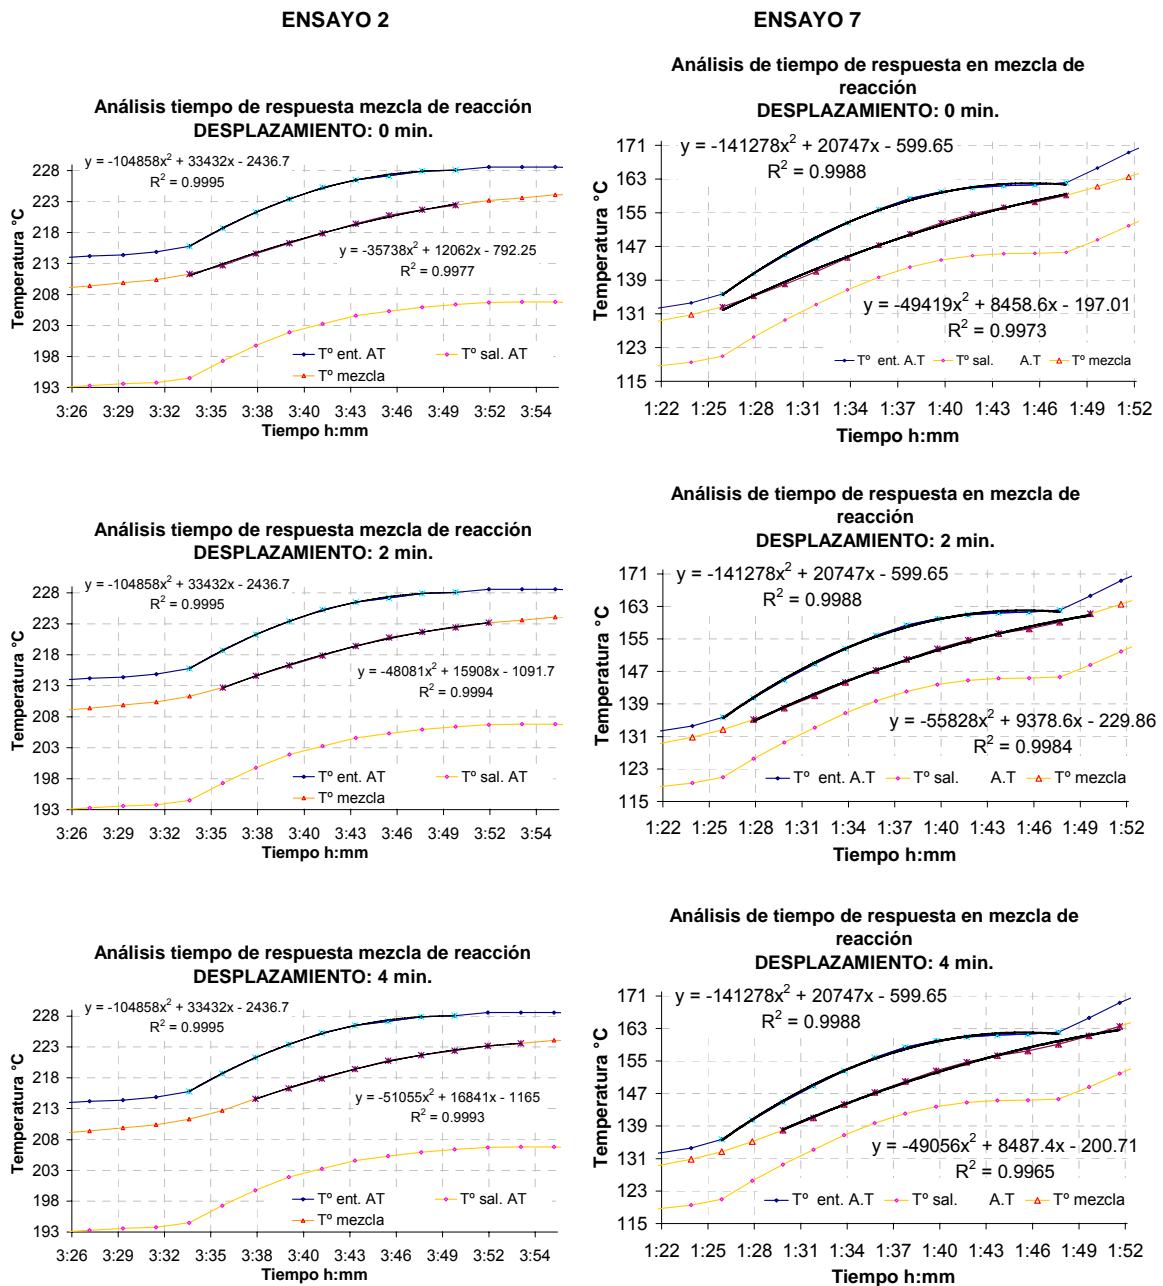 ENSAYO 2
ENSAYO 7
Análisis tiempo de respuesta mezcla de reacción
DESPLAZAMIENTO: 0 min.
y = -104858x² + 33432x - 2436.7
R² = 0.9995
y = -35738x² + 12062x - 792.25
R² = 0.9977
Temperatura °C
228
223
218
213
208
203
198
193
Tº ent. AT
Tº sal. AT
Tº mezcla
3:26 3:29 3:32 3:35 3:38 3:40 3:43 3:46 3:49 3:52 3:54
Tiempo h:mm
Análisis de tiempo de respuesta en mezcla de
reacción
DESPLAZAMIENTO: 0 min.
y = -141278x² + 20747x - 599.65
R² = 0.9988
y = -49419x² + 8458.6x - 197.01
R² = 0.9973
Temperatura °C
171
163
155
147
139
131
123
115
Tº ent. A.T
Tº sal. A.T
Tº mezcla
1:22 1:25 1:28 1:31 1:34 1:37 1:40 1:43 1:46 1:49 1:52
Tiempo h:mm
Análisis tiempo de respuesta mezcla de reacción
DESPLAZAMIENTO: 2 min.
y = -104858x² + 33432x - 2436.7
R² = 0.9995
y = -48081x² + 15908x - 1091.7
R² = 0.9994
Temperatura °C
228
223
218
213
208
203
198
193
Tº ent. AT
Tº sal. AT
Tº mezcla
3:26 3:29 3:32 3:35 3:38 3:40 3:43 3:46 3:49 3:52 3:54
Tiempo h:mm
Análisis de tiempo de respuesta en mezcla de
reacción
DESPLAZAMIENTO: 2 min.
y = -141278x² + 20747x - 599.65
R² = 0.9988
y = -55828x² + 9378.6x - 229.86
R² = 0.9984
Temperatura °C
171
163
155
147
139
131
123
115
Tº ent. A.T
Tº sal. A.T
Tº mezcla
1:22 1:25 1:28 1:31 1:34 1:37 1:40 1:43 1:46 1:49 1:52
Tiempo h:mm
Análisis tiempo de respuesta mezcla de reacción
DESPLAZAMIENTO: 4 min.
y = -104858x² + 33432x - 2436.7
R² = 0.9995
y = -51055x² + 16841x - 1165
R² = 0.9993
Temperatura °C
228
223
218
213
208
203
198
193
Tº ent. AT
Tº sal. AT
Tº mezcla
3:26 3:29 3:32 3:35 3:38 3:40 3:43 3:46 3:49 3:52 3:54
Tiempo h:mm
Análisis de tiempo de respuesta en mezcla de
reacción
DESPLAZAMIENTO: 4 min.
y = -141278x² + 20747x - 599.65
R² = 0.9988
y = -49056x² + 8487.4x - 200.71
R² = 0.9965
Temperatura °C
171
163
155
147
139
131
123
115
Tº ent. A.T
Tº sal. A.T
Tº mezcla
1:22 1:25 1:28 1:31 1:34 1:37 1:40 1:43 1:46 1:49 1:52
Tiempo h:mm